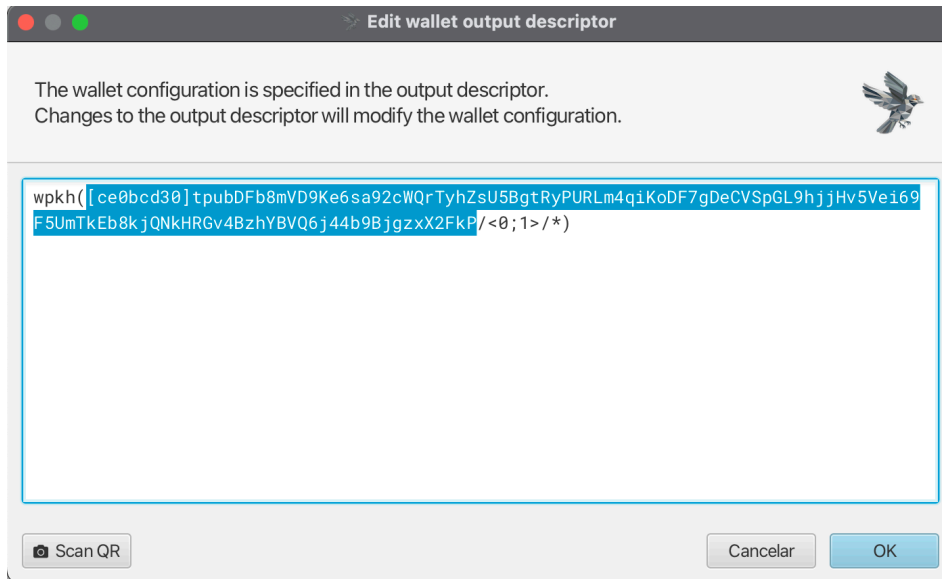 Edit wallet output descriptor
The wallet configuration is specified in the output descriptor.
Changes to the output descriptor will modify the wallet configuration.
wpkh([ce0bcd30]tpubDFb8mVD9Ke6sa92cWQrTyhZsU5BgtRyPURLm4qiKoDF7gDeCVSpGL9hjjHv5Vei69
F5UmTkEb8kjQNkHRGv4BzhYBVQ6j44b9BjgzxX2FkP/<0;1>/*)
Scan QR
Cancelar
OK